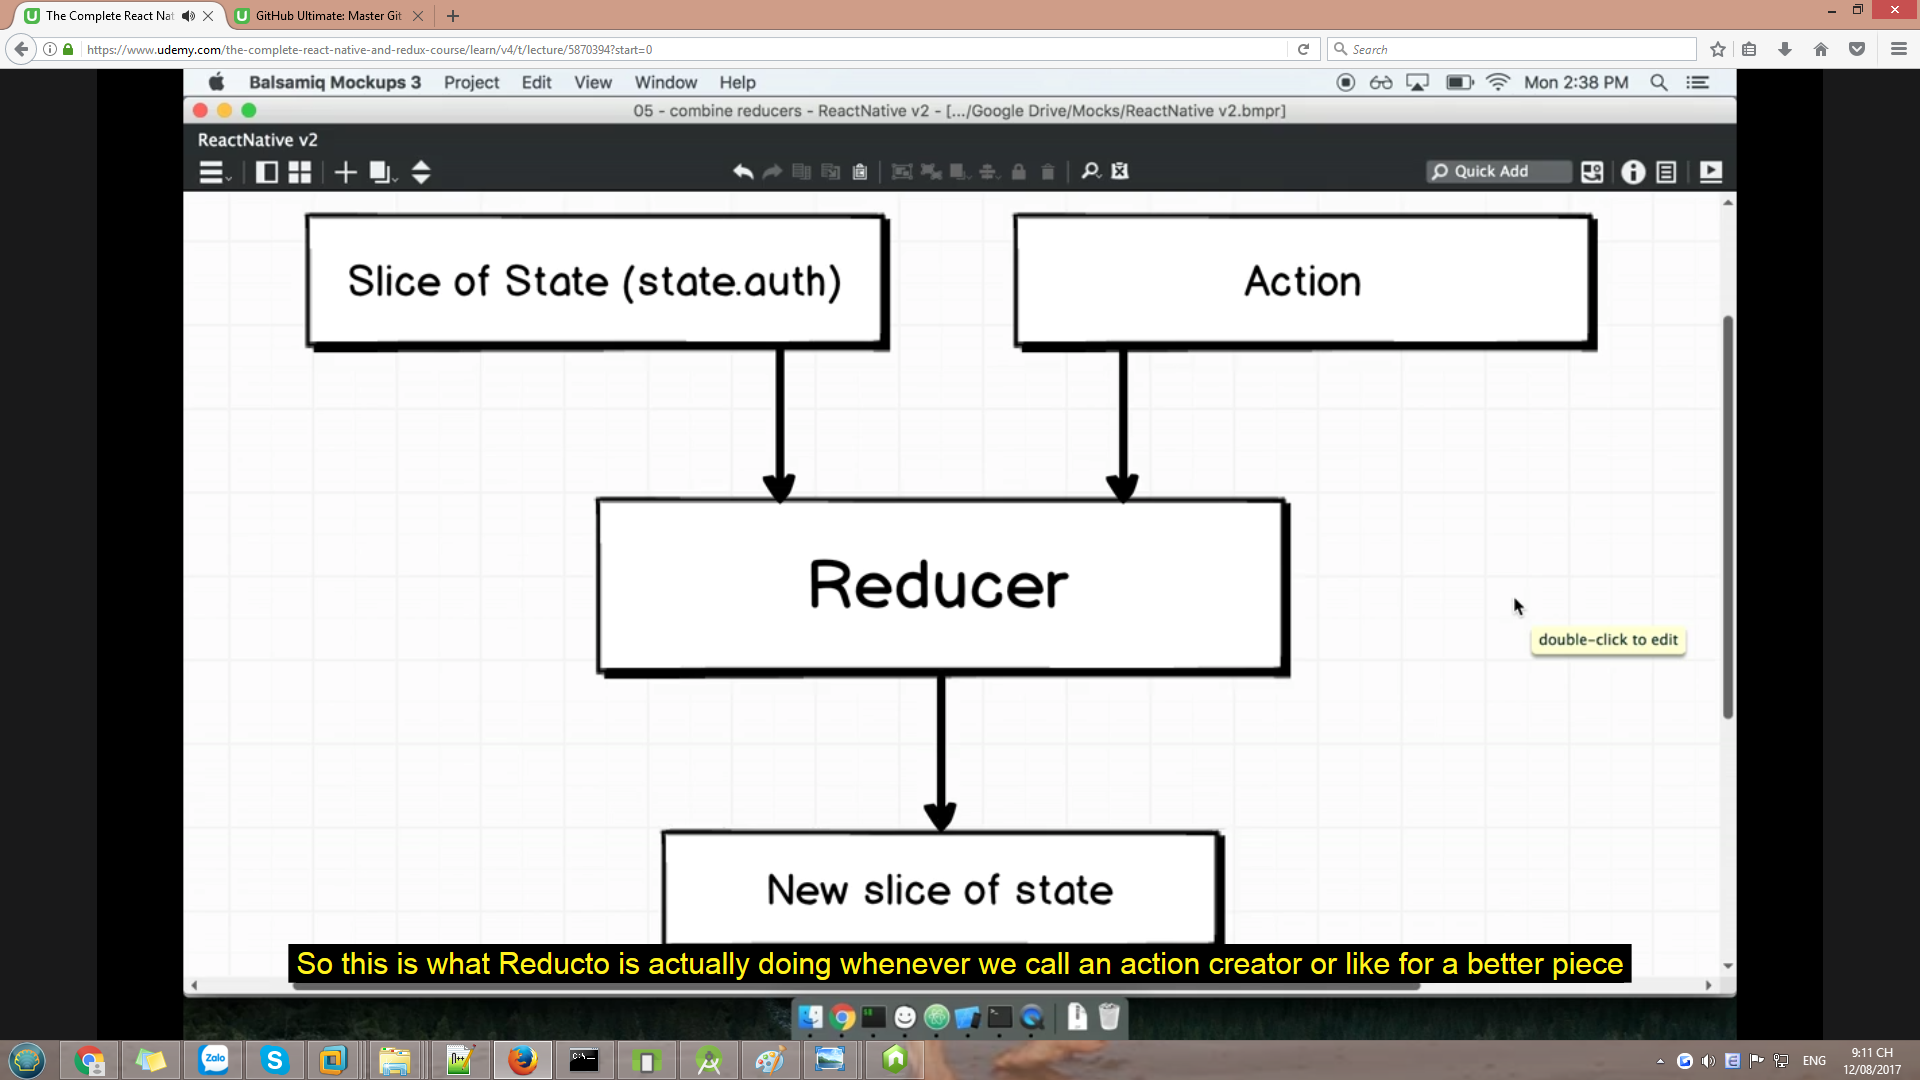 The Complete React Nat
GitHub Ultimate: Master Git
https://www.udemy.com/the-complete-react-native-and-redux-course/learn/v4/t/lecture/5870394?start=0
Search
Balsamiq Mockups 3 Project Edit View Window Help
Mon 2:38 PM
05 - combine reducers - ReactNative v2 - [.../Google Drive/Mocks/ReactNative v2.bmpr]
ReactNative v2
Quick Add
Slice of State (state.auth)
Action
Reducer
double-click to edit
New slice of state
So this is what Reducto is actually doing whenever we call an action creator or like for a better piece
Zalo
ENG
9:11 CH
12/08/2017